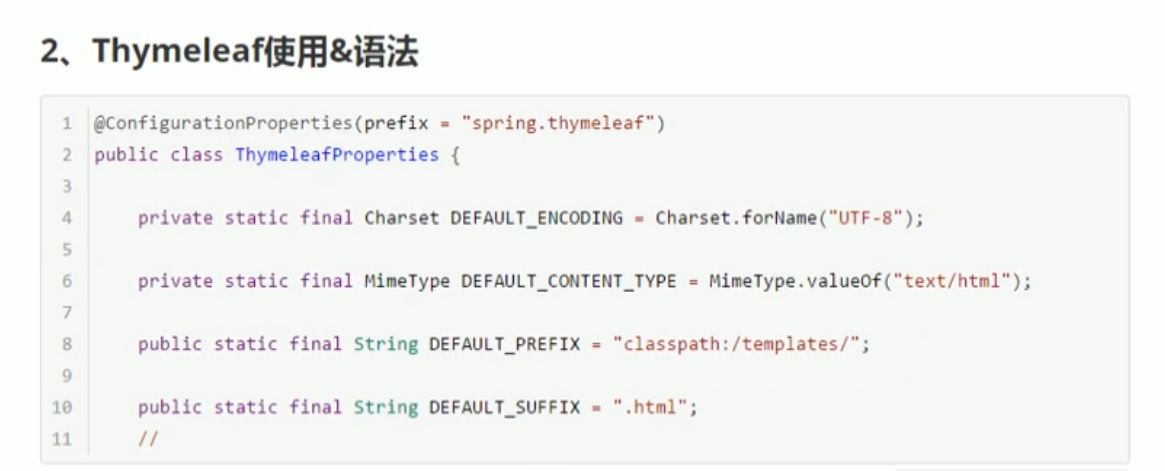 2、Thymeleaf使用&语法
1 @ConfigurationProperties(prefix = "spring.thymeleaf")
2 public class ThymeleafProperties {
3
4 private static final Charset DEFAULT_ENCODING = Charset.forName("UTF-8");
5
6 private static final MimeType DEFAULT_CONTENT_TYPE = MimeType.valueOf("text/html");
7
8 public static final String DEFAULT_PREFIX = "classpath:/templates/";
9
10 public static final String DEFAULT_SUFFIX = ".html";
11 //